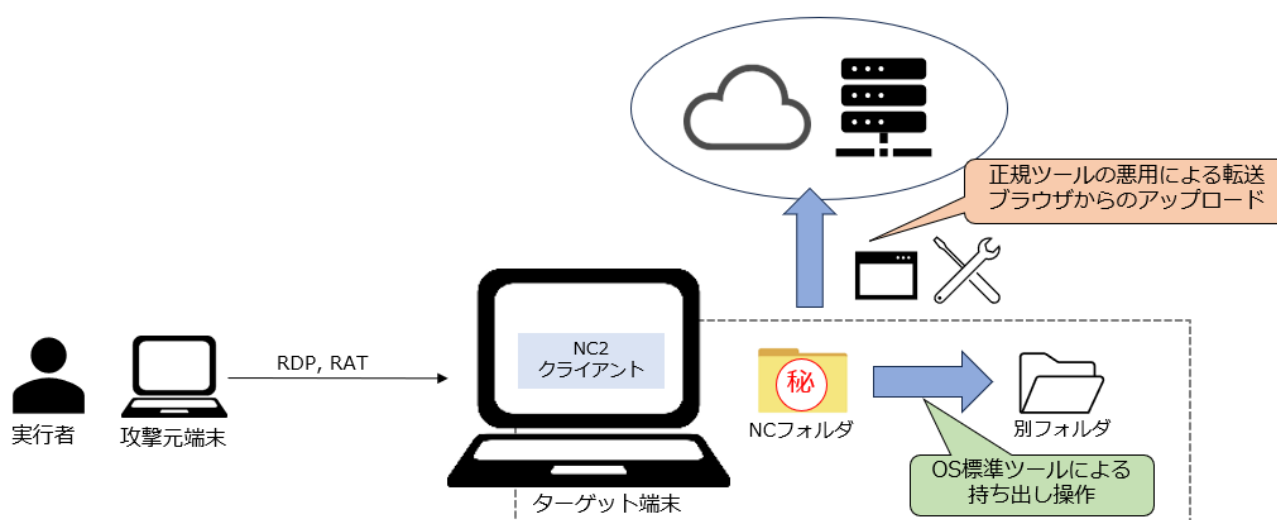 正規ツールの悪用による転送
ブラウザからのアップロード
NC2
クライアント
RDP, RAT
秘
実行者
攻撃元端末
NCフォルダ
別フォルダ
OS標準ツールによる
持ち出し操作
ターゲット端末